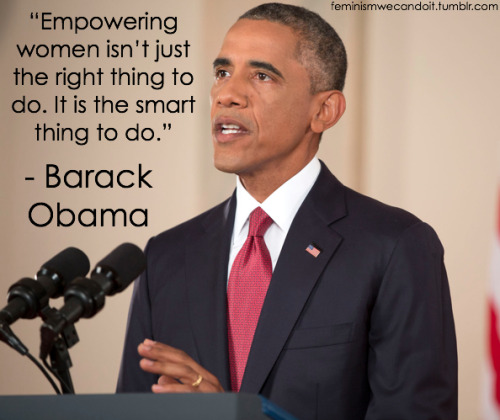 feminismwecandoit.tumblr.com
“Empowering
women isn’t just
the right thing to
do. It is the smart
thing to do.”
- Barack
Obama